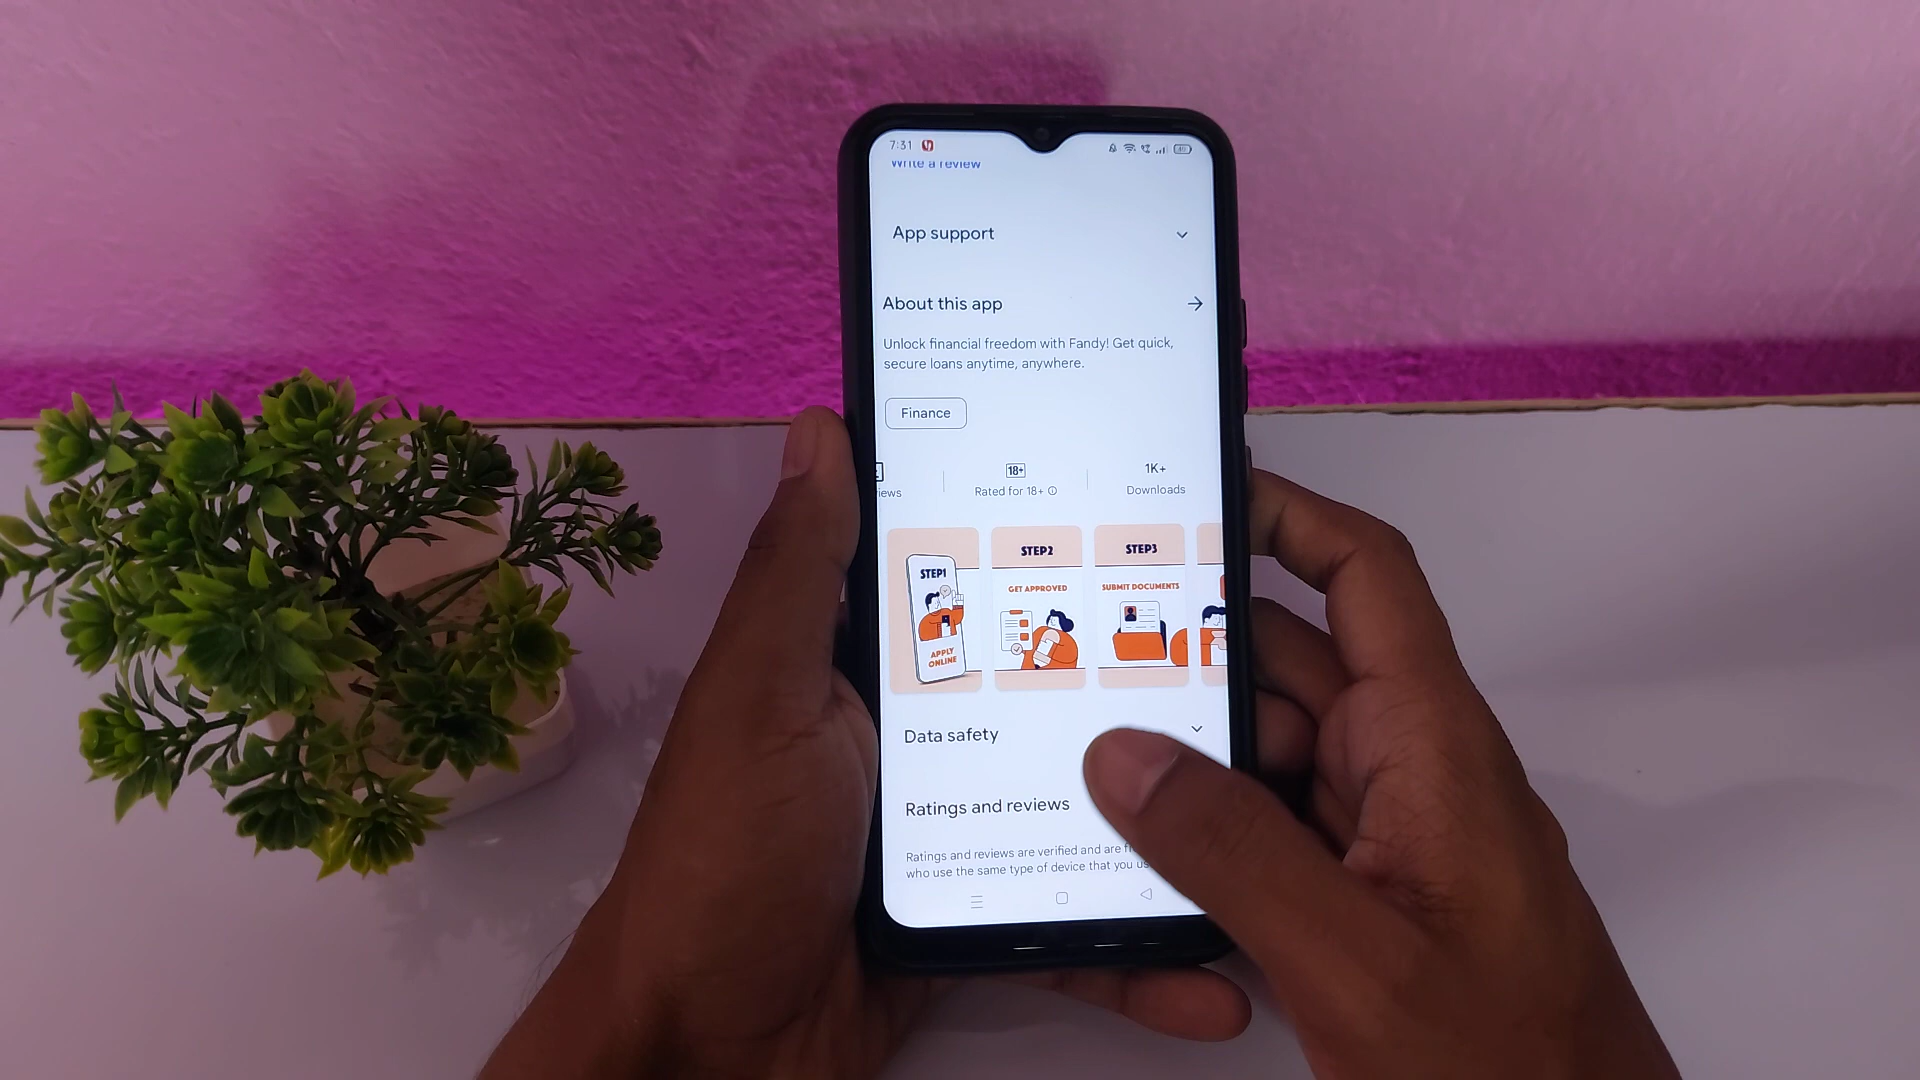 7:31
Write a review
App support
About this app
Unlock financial freedom with Fandy! Get quick,
secure loans anytime, anywhere.
Finance
18+
1K+
Rated for 18+
Downloads
STEP1
APPLY
ONLINE
STEP2
GET APPROVED
STEP3
SUBMIT DOCUMENTS
Data safety
Ratings and reviews
Ratings and reviews are verified and are
who use the same type of device that you